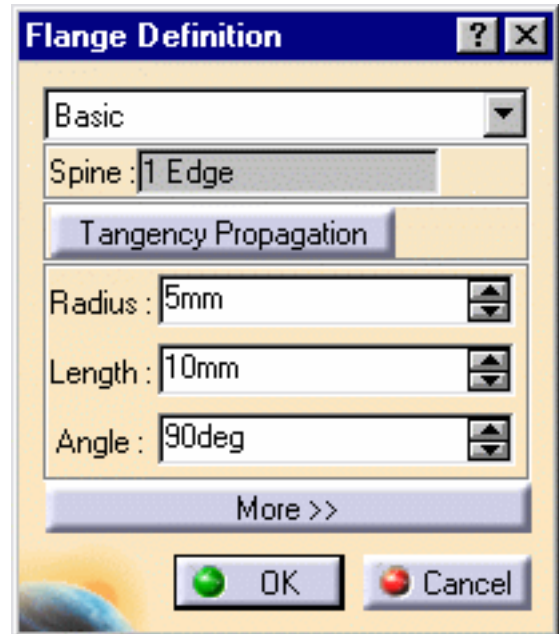 Flange Definition
Basic
Spine : 1 Edge
Tangency Propagation
Radius : 5mm
Length : 10mm
Angle : 90deg
More >>
OK Cancel